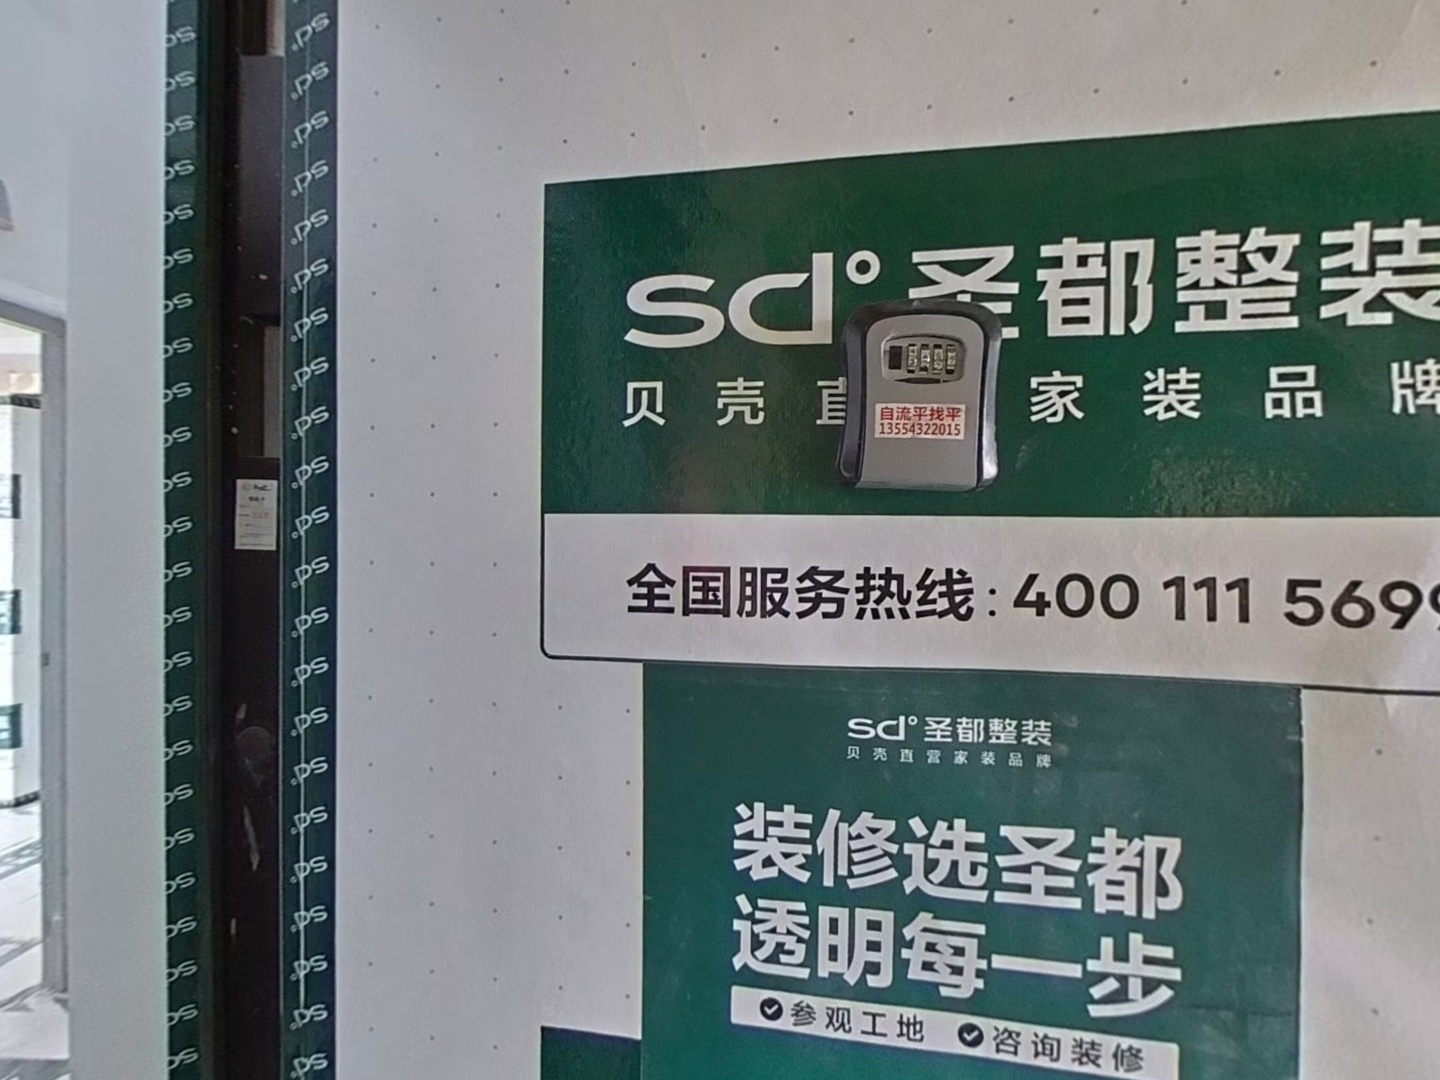 sd°圣都整装
贝壳直 家装品牌
自流平找平
13554322015
全国服务热线：400 111 569
sd°圣都整装
贝壳直营家装品牌
装修选圣都
透明每一步
参观工地 咨询装修